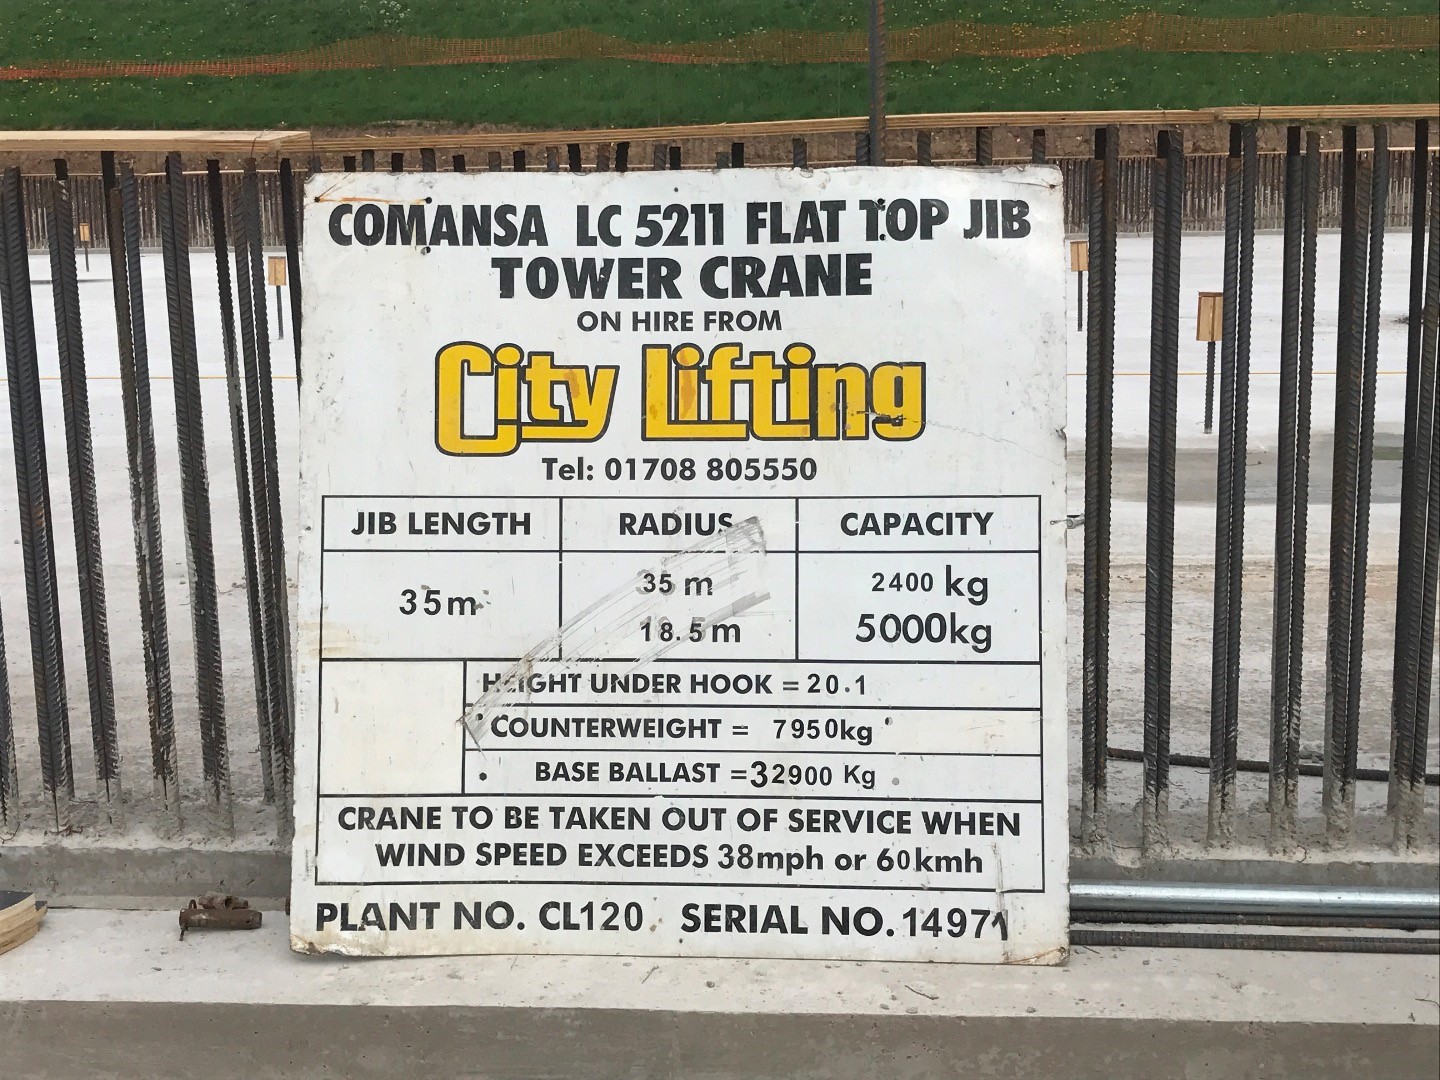 COMANSA LC 5211 FLAT TOP JIB
TOWER CRANE
ON HIRE FROM
City Lifting
Tel: 01708 805550
JIB LENGTH RADIUS CAPACITY
35m 35 m 2400 kg
18.5 m 5000kg
HEIGHT UNDER HOOK = 20.1
COUNTERWEIGHT = 7950kg
BASE BALLAST =32900 Kg
CRANE TO BE TAKEN OUT OF SERVICE WHEN
WIND SPEED EXCEEDS 38mph or 60kmh
PLANT NO. CL120 SERIAL NO. 14971